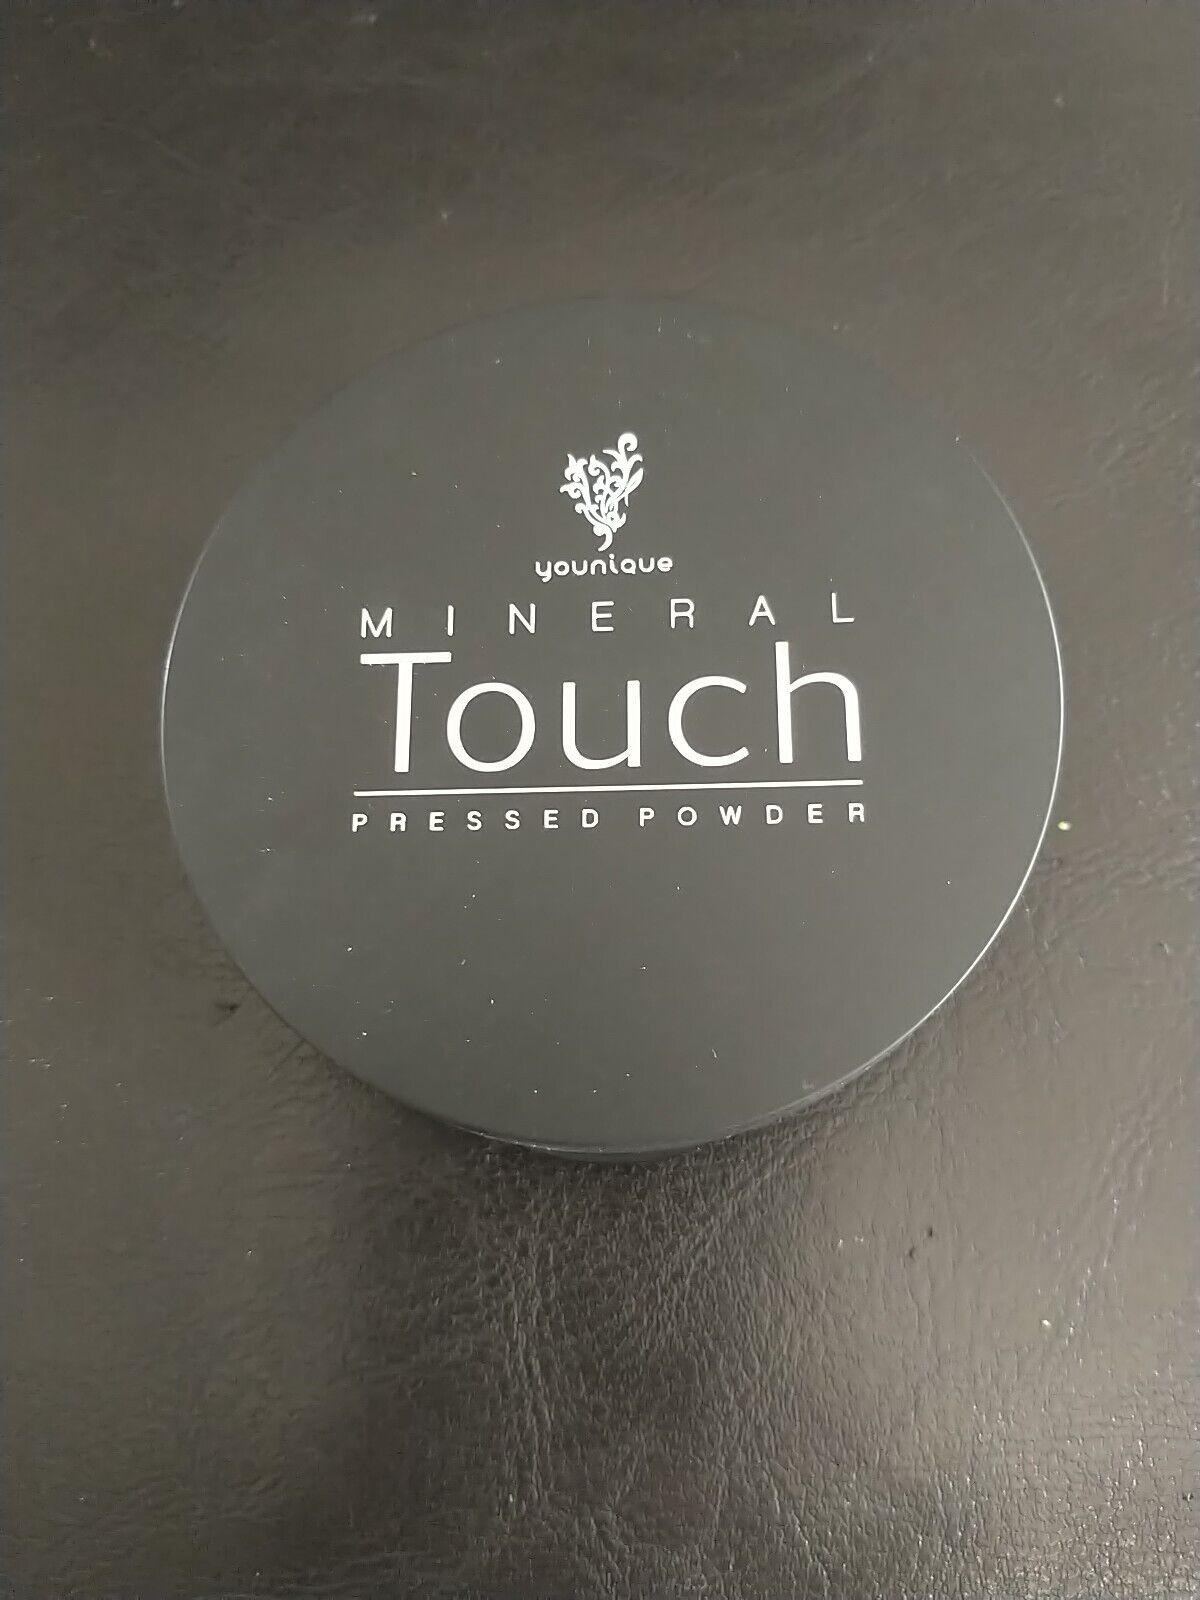 younique
MINERAL
Touch
PRESSED POWDER